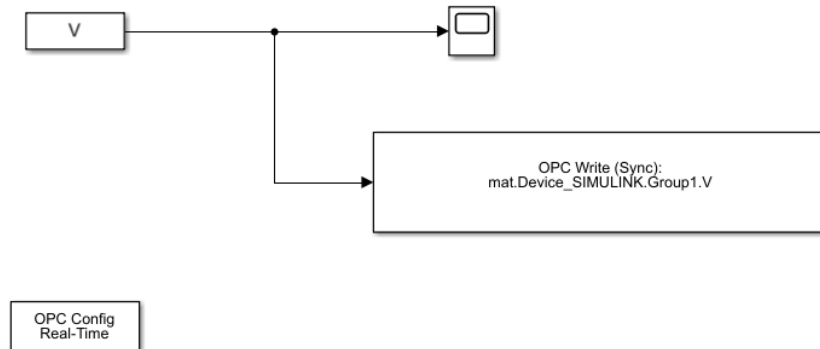 V
OPC Write (Sync):
mat.Device_SIMULINK.Group1.V
OPC Config
Real-Time